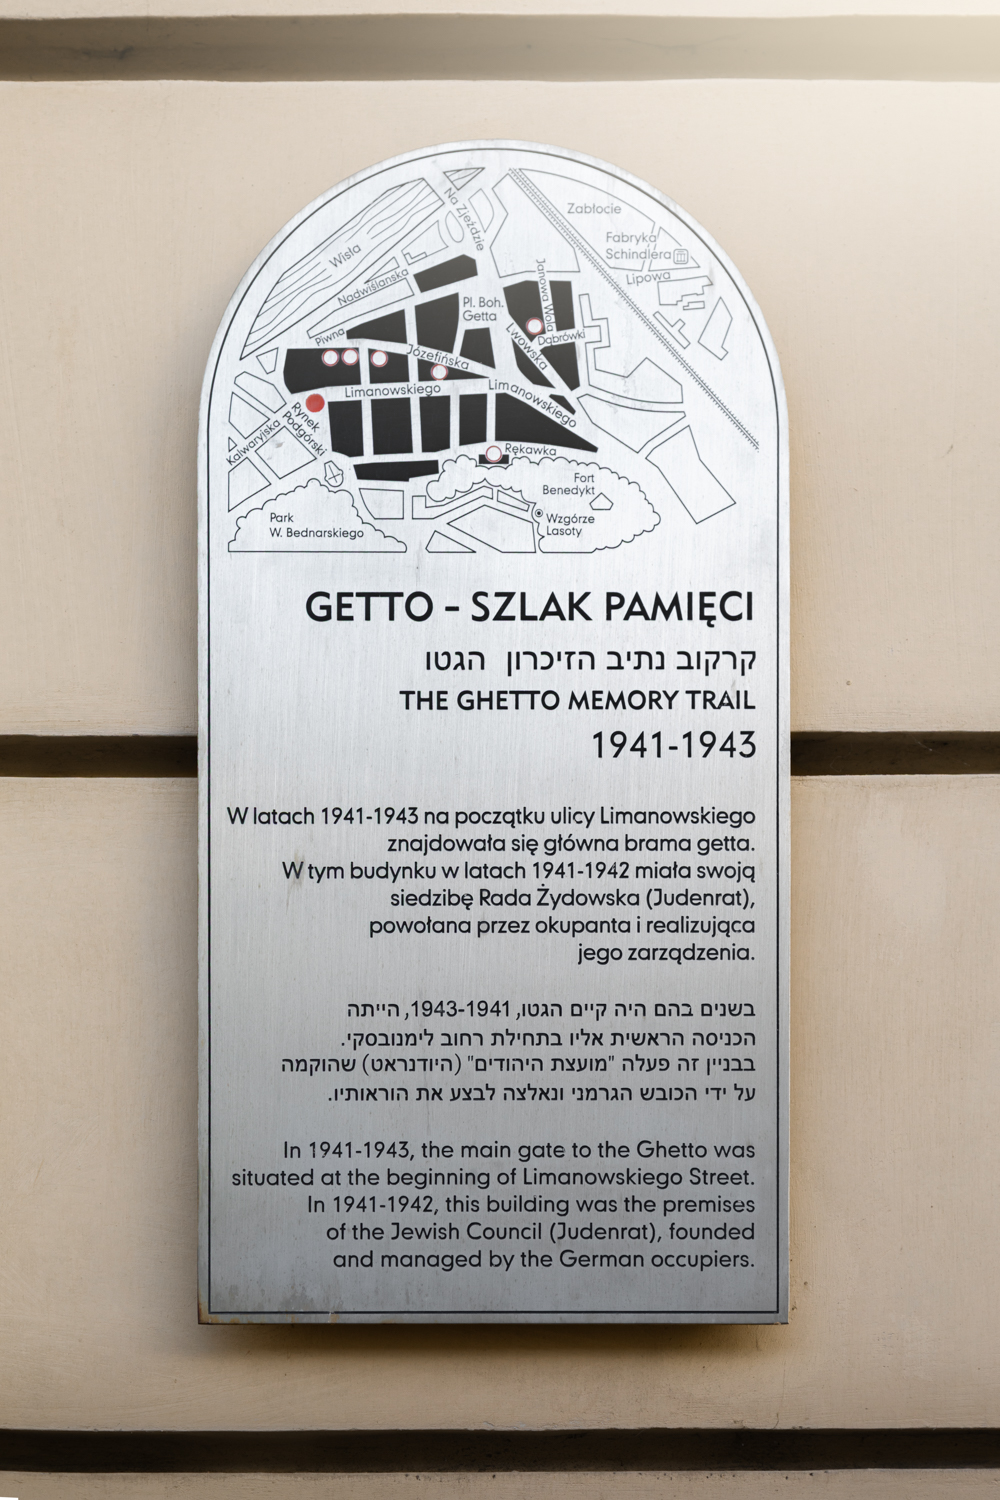 Na Zjeździe
Zabłocie
Wisła
Fabryka
Schindlera
Lipowa
Nadwiślańska
Janowa Wola
Pl. Boh.
Getta
Piwna
Józefińska
Lwowska
Dąbrówki
Limanowskiego
Limanowskiego
Rynek
Podgórski
Kalwaryjska
Rękawka
Fort
Benedykt
Wzgórze
Lasoty
Park
W. Bednarskiego
GETTO - SZLAK PAMIĘCI
קרקוב נתיב הזיכרון הגטו
THE GHETTO MEMORY TRAIL
1941-1943
W latach 1941-1943 na początku ulicy Limanowskiego
znajdowała się główna brama getta.
W tym budynku w latach 1941-1942 miała swoją
siedzibę Rada Żydowska (Judenrat),
powołana przez okupanta i realizująca
jego zarządzenia.
בשנים בהם היה קיים הגטו, 1943-1941, הייתה
הכניסה הראשית אליו בתחילת רחוב לימנובסקי.
בבניין זה פעלה "מועצת היהודים" (היודנראט) שהוקמה
על ידי הכובש הגרמני ונאלצה לבצע את הוראותיו.
In 1941-1943, the main gate to the Ghetto was
situated at the beginning of Limanowskiego Street.
In 1941-1942, this building was the premises
of the Jewish Council (Judenrat), founded
and managed by the German occupiers.